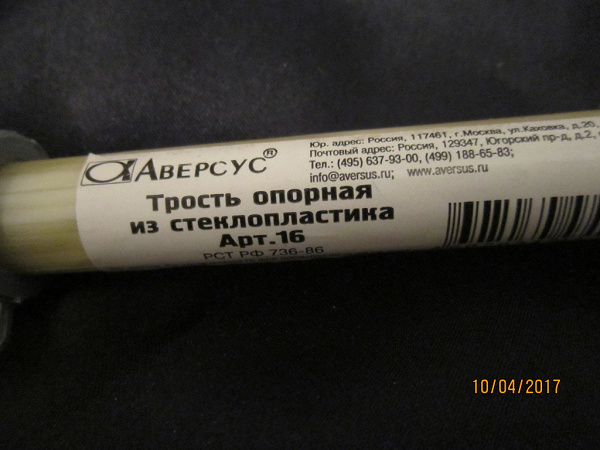 Аверсус®
Трость опорная
из стеклопластика
Арт.16
РСТ РФ 736-86
Юр. адрес: Россия, 117461, г.Москва, ул.Каховка, д.25,
Почтовый адрес: Россия, 129347, Югорский пр-д, д.2,
Тел.: (495) 637-93-00, (499) 188-65-83;
info@aversus.ru; www.aversus.ru
10/04/2017